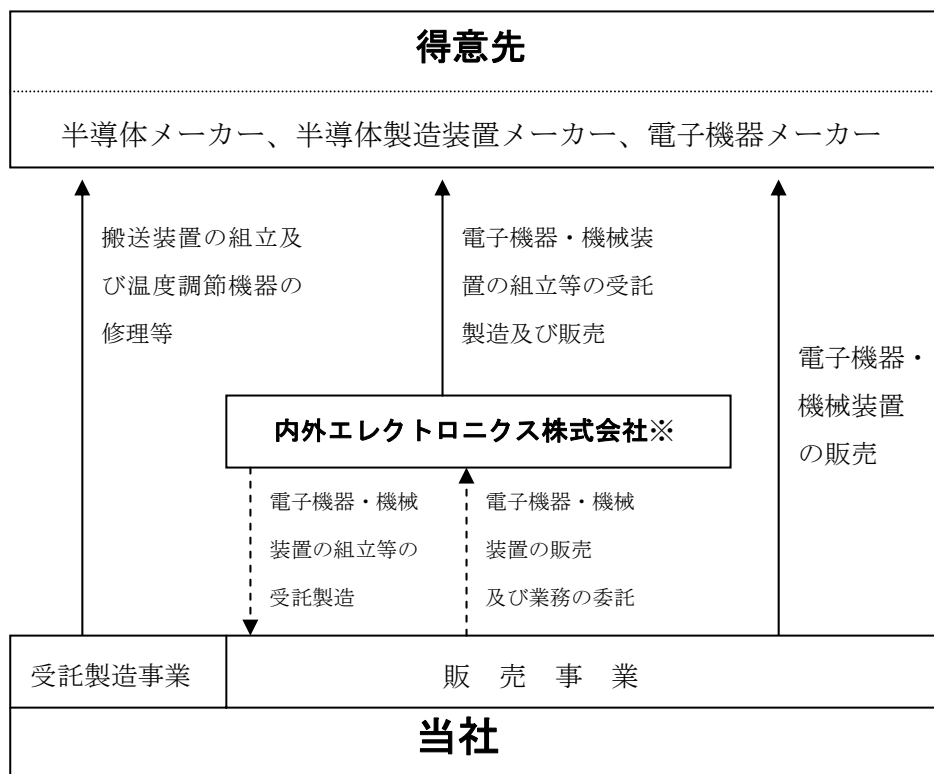 得意先
半導体メーカー、半導体製造装置メーカー、電子機器メーカー
搬送装置の組立及
び温度調節機器の
修理等
電子機器・機械装
置の組立等の受託
製造及び販売
電子機器・
機械装置
の販売
内外エレクトロニクス株式会社※
電子機器・機械
装置の組立等の
受託製造
電子機器・機械
装置の販売
及び業務の委託
受託製造事業
販 売 事 業
当社